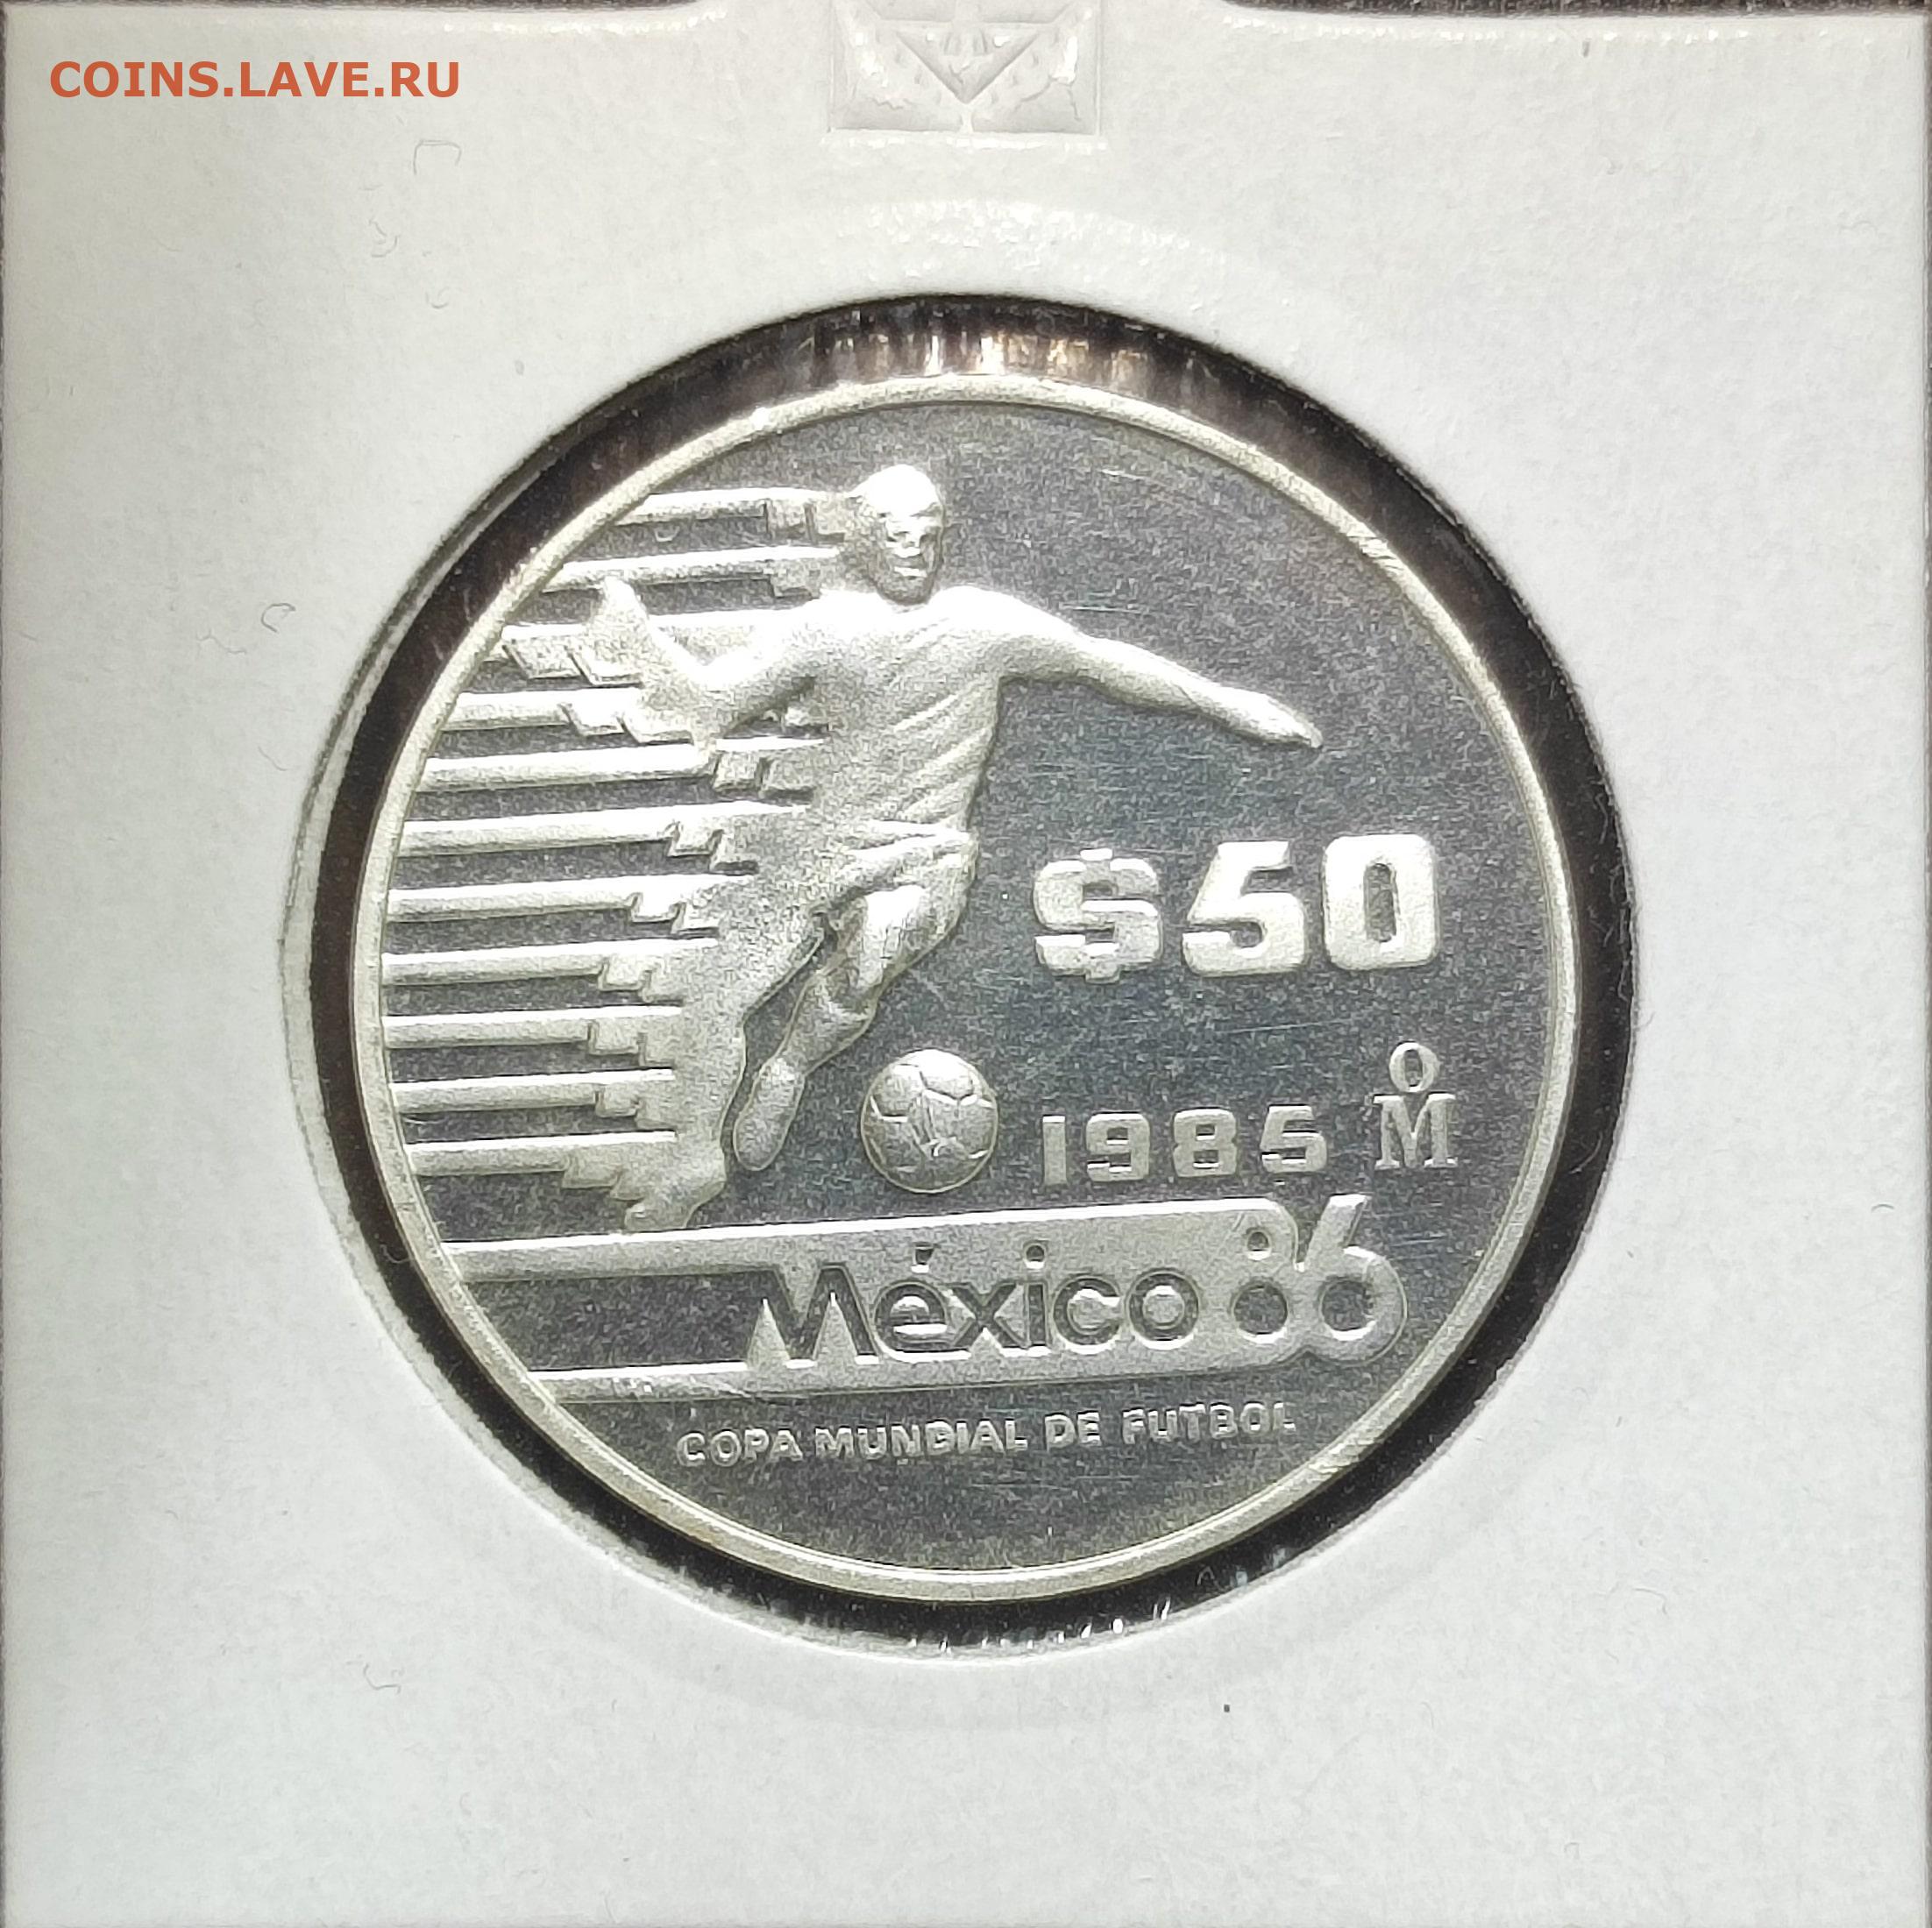 COINS.LAVE.RU
$50
1985 Mo
México 86
COPA MUNDIAL DE FUTBOL